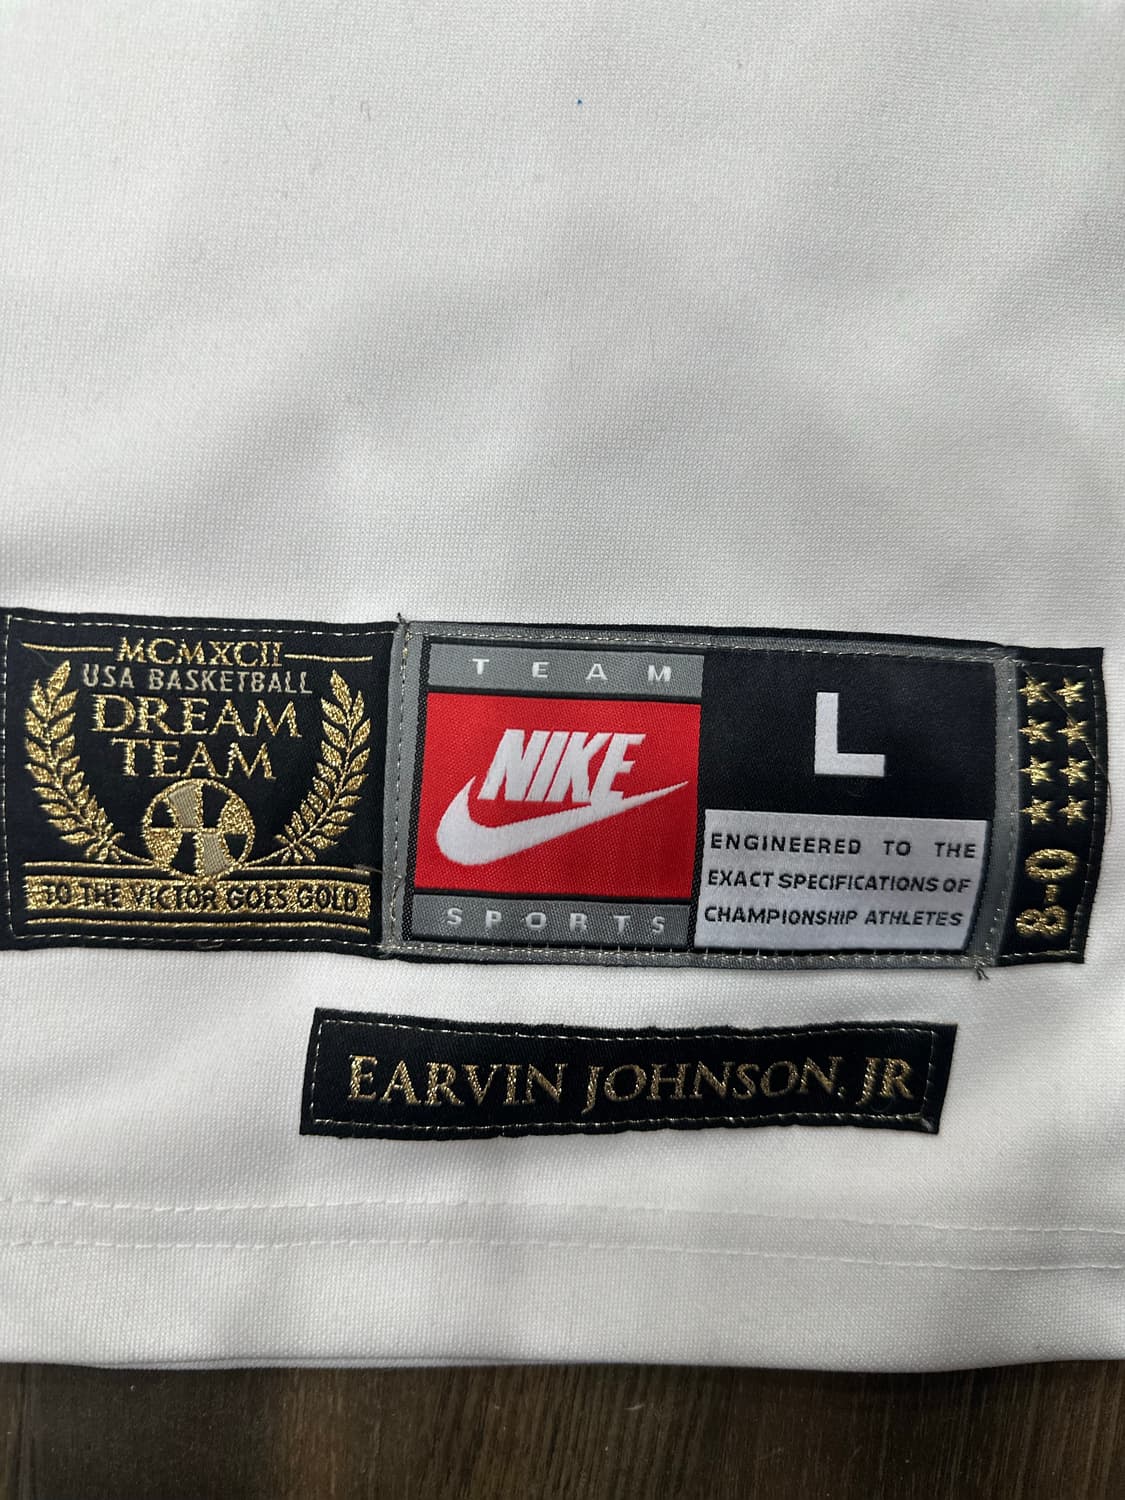 MCMXCII
USA BASKETBALL
DREAM
TEAM
TO THE VICTOR GOES GOLD
TEAM
NIKE
SPORTS
L
ENGINEERED TO THE
EXACT SPECIFICATIONS OF
CHAMPIONSHIP ATHLETES
8-0
EARVIN JOHNSON, JR